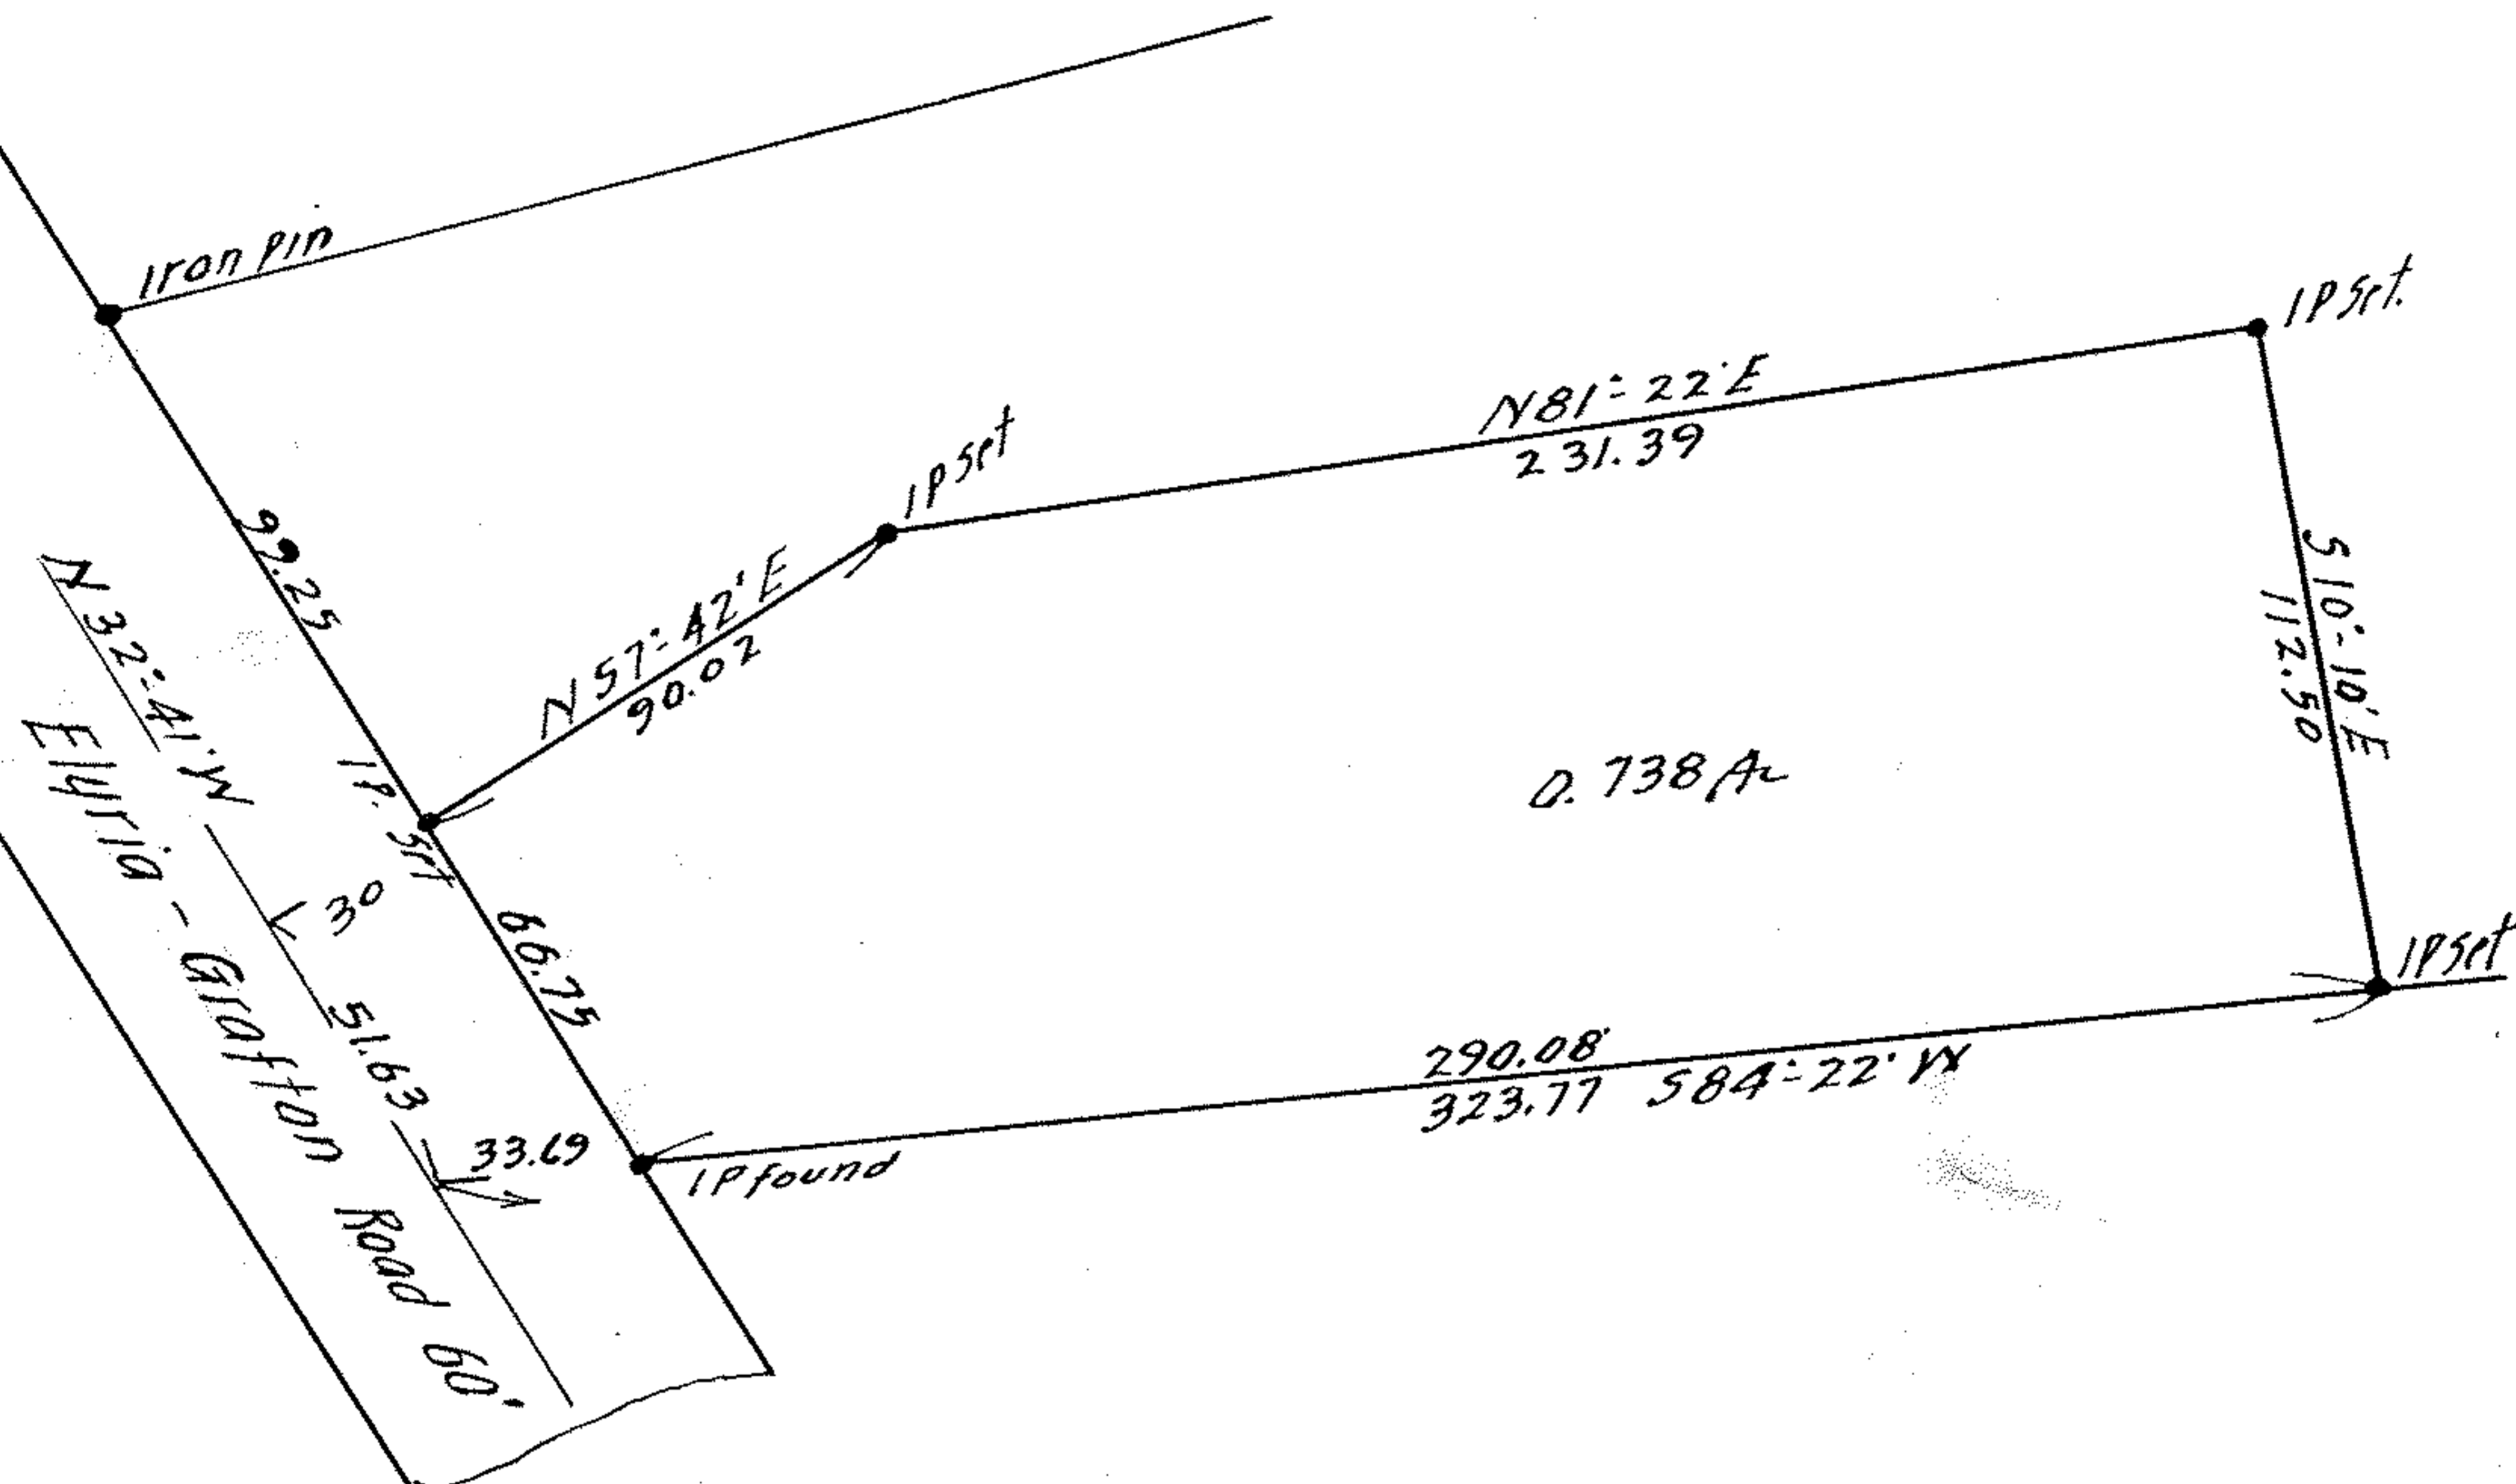 Iron Pin
IP Set.
N81°-22'E
231.39
IP Set
N57°-42'E
90.02
92.25
N32°-41'W
Elyria - Grafton Road 60'
IP. Set
30
66.75
51.63
33.69
S10°-10'E
112.50
0.738 Ac
IP Set
290.08'
323.77 S84°-22'W
IP found